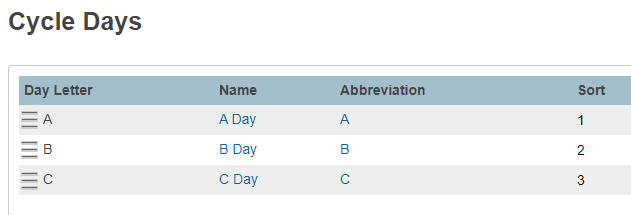 Cycle Days
Day Letter Name Abbreviation Sort
A A Day A 1
B B Day B 2
C C Day C 3